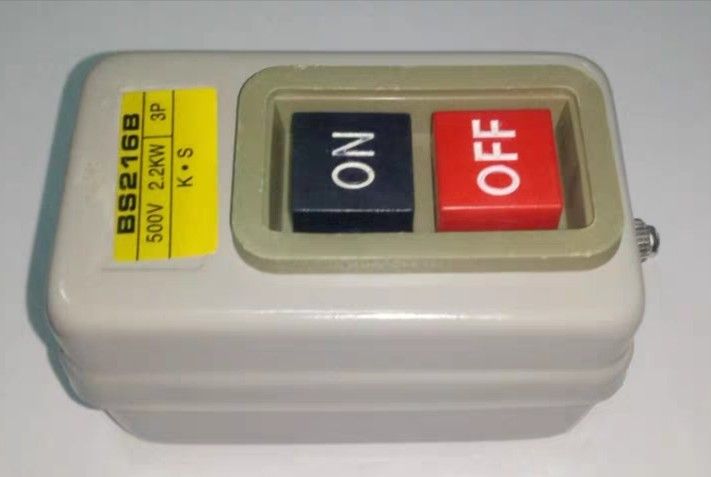 BS216B
500V 2.2KW 3P
K•S
ON
OFF